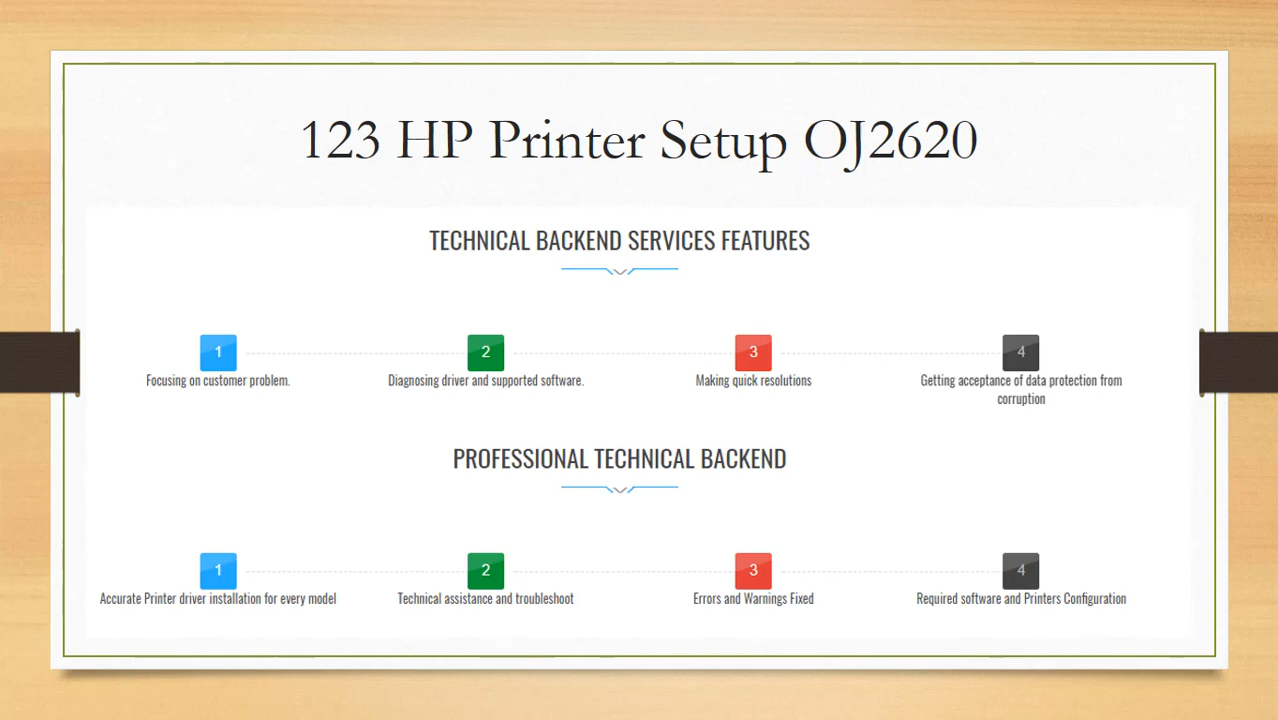 123 HP Printer Setup OJ2620
TECHNICAL BACKEND SERVICES FEATURES
1
2
3
4
Focusing on customer problem.
Diagnosing driver and supported software.
Making quick resolutions
Getting acceptance of data protection from
corruption
PROFESSIONAL TECHNICAL BACKEND
1
2
3
4
Accurate Printer driver installation for every model
Technical assistance and troubleshoot
Errors and Warnings Fixed
Required software and Printers Configuration